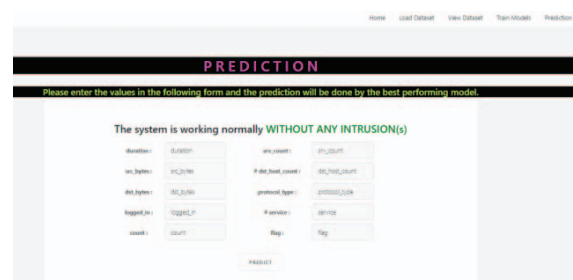 Home Load Dataset View Dataset Train Models Prediction
PREDICTION
Please enter the values in the following form and the prediction will be done by the best performing model.
The system is working normally WITHOUT ANY INTRUSION(s)
duration : duration srv_count : srv_count
src_bytes : src_bytes # dst_host_count : dst_host_count
dst_bytes : dst_bytes protocol_type : protocol_type
logged_in : logged_in # service : service
count : count flag : flag
PREDICT